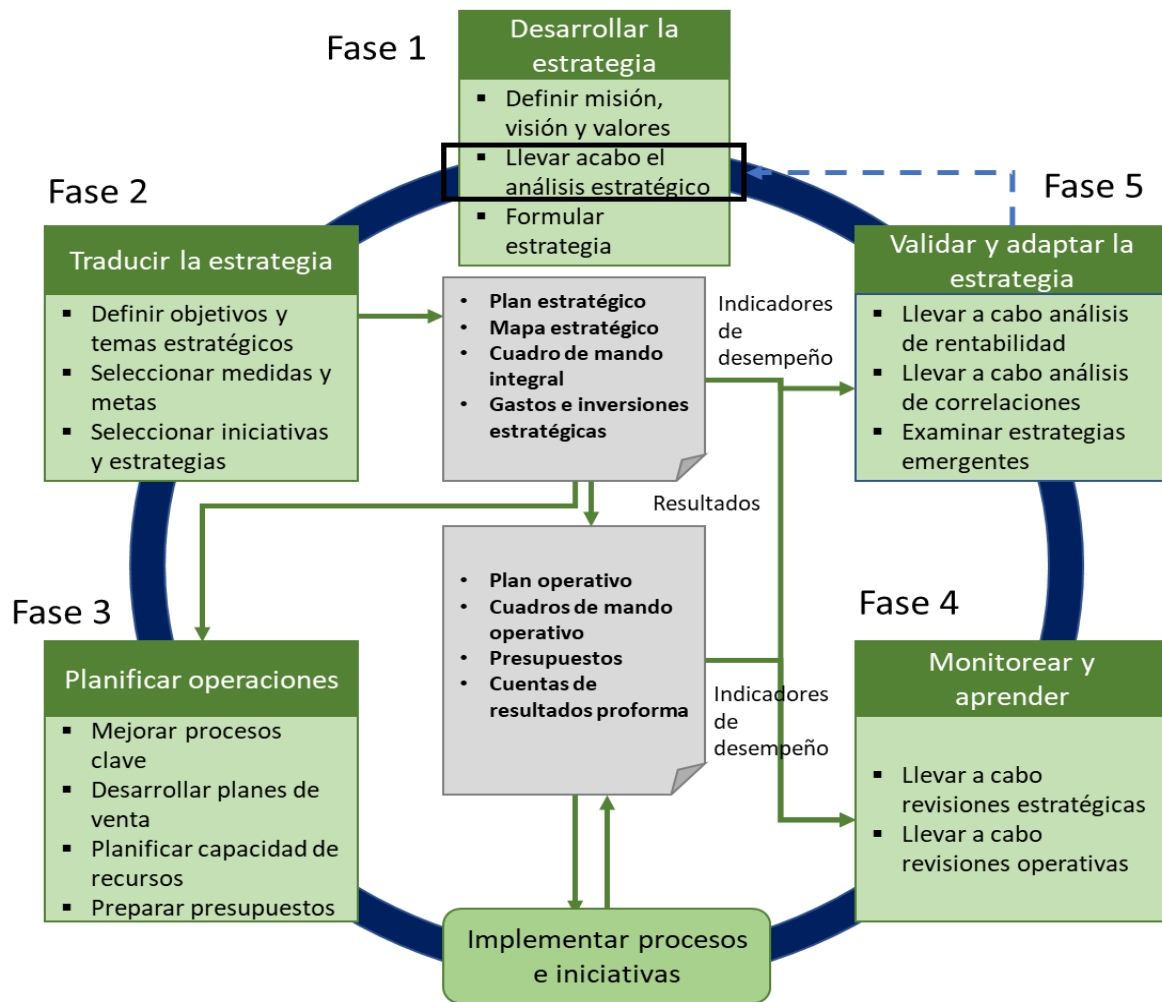 Fase 1
Desarrollar la
estrategia
▪ Definir misión,
visión y valores
▪ Llevar acabo el
análisis estratégico
▪ Formular
estrategia
Fase 2
Traducir la estrategia
▪ Definir objetivos y
temas estratégicos
▪ Seleccionar medidas y
metas
▪ Seleccionar iniciativas
y estrategias
• Plan estratégico
• Mapa estratégico
• Cuadro de mando
integral
• Gastos e inversiones
estratégicas
Indicadores
de
desempeño
Fase 5
Validar y adaptar la
estrategia
▪ Llevar a cabo análisis
de rentabilidad
▪ Llevar a cabo análisis
de correlaciones
▪ Examinar estrategias
emergentes
Resultados
Fase 3
Planificar operaciones
▪ Mejorar procesos
clave
▪ Desarrollar planes de
venta
▪ Planificar capacidad de
recursos
▪ Preparar presupuestos
• Plan operativo
• Cuadros de mando
operativo
• Presupuestos
• Cuentas de
resultados proforma
Indicadores
de
desempeño
Fase 4
Monitorear y
aprender
▪ Llevar a cabo
revisiones estratégicas
▪ Llevar a cabo
revisiones operativas
Implementar procesos
e iniciativas